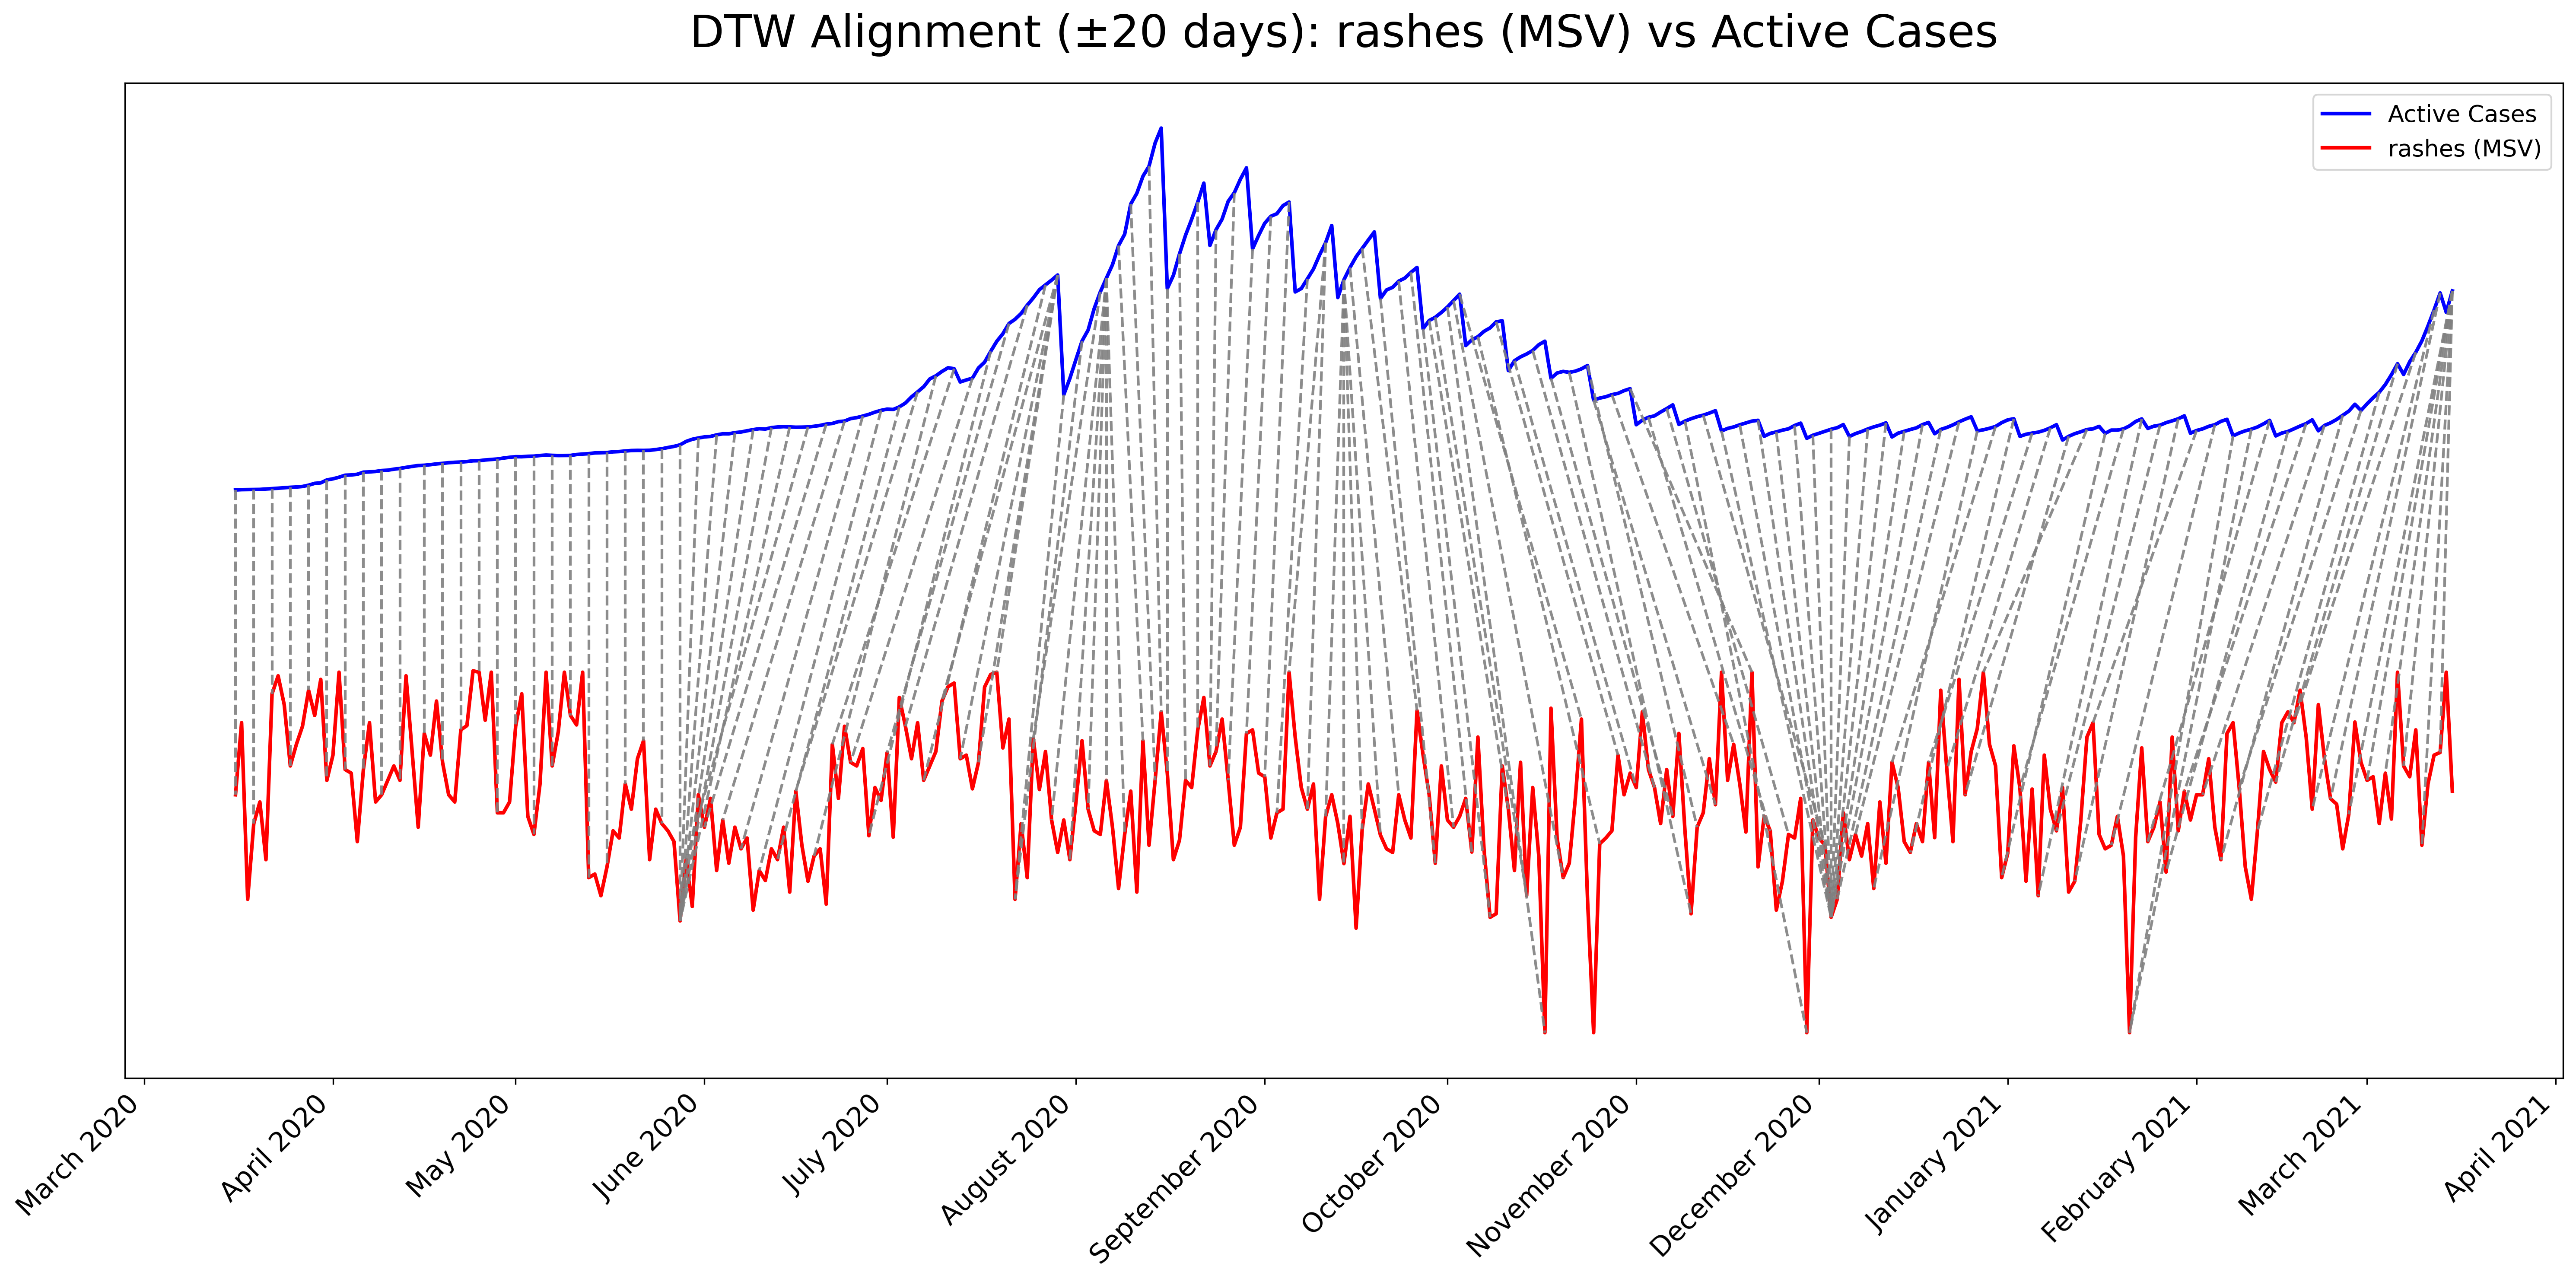 DTW Alignment (±20 days): rashes (MSV) vs Active Cases
Active Cases
rashes (MSV)
March 2020
April 2020
May 2020
June 2020
July 2020
August 2020
September 2020
October 2020
November 2020
December 2020
January 2021
February 2021
March 2021
April 2021